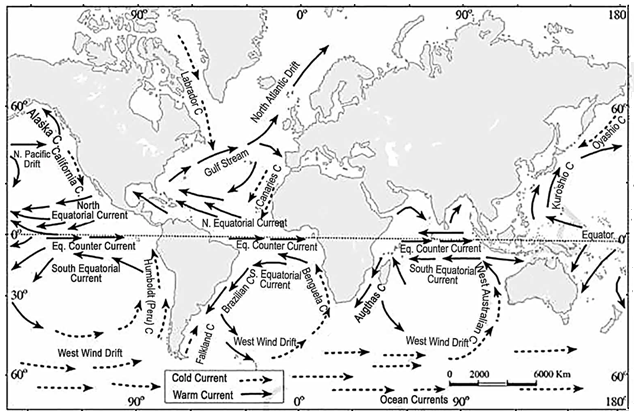 90° 0° 90° 180°
Labrador C
North Atlantic Drift
60° 60°
Alaska C
Oyashio C
N. Pacific
Drift
California C
Gulf Stream
Canaries C
Kuroshio C
North
Equatorial Current
N. Equatorial Current
Equator
0° 0°
Eq. Counter Current Eq. Counter Current Eq. Counter Current
South Equatorial
Current
S. Equatorial
Current
South Equatorial
Current
Humboldt (Peru) C
Brazilian C
Benguela C
Augthas C
West Australian C
30° 30°
Falkland C
West Wind Drift West Wind Drift West Wind Drift
Cold Current
Warm Current
0 2000 6000 Km
60° 60°
Ocean Currents
90° 0° 90° 180°